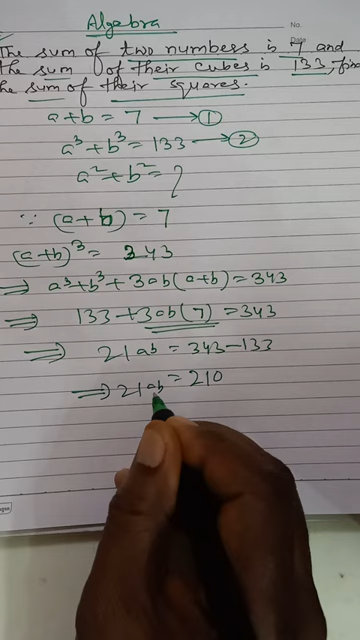 Algebra
No.
Date
The sum of two numbers is 7 and
the sum of their cubes is 133, fin
he sum of their squares.
a+b = 7 → ①
a³+b³ = 133 → ②
a²+b² = ?
∵ (a+b) = 7
(a+b)³ = 343
⇒ a³+b³+3ab(a+b) = 343
⇒ 133+3ab(7) = 343
⇒ 21ab = 343-133
⇒ 21ab = 210